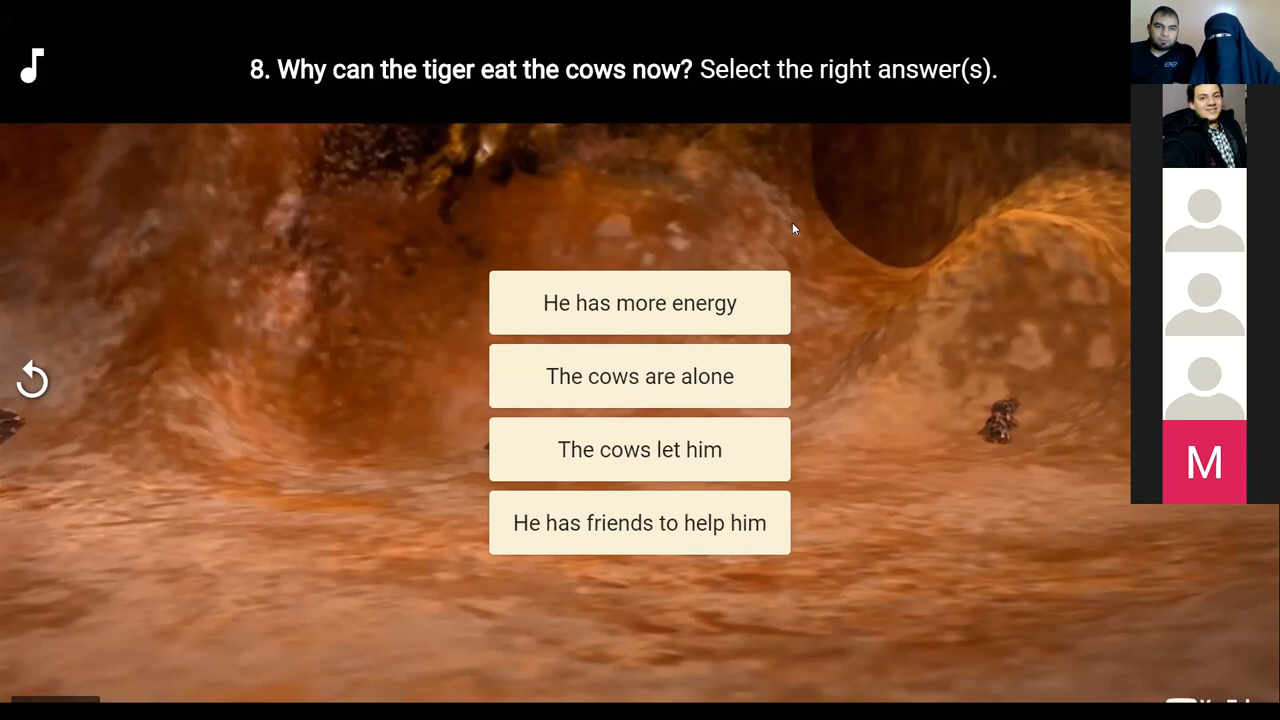 8. Why can the tiger eat the cows now? Select the right answer(s).
He has more energy
The cows are alone
The cows let him
He has friends to help him
M